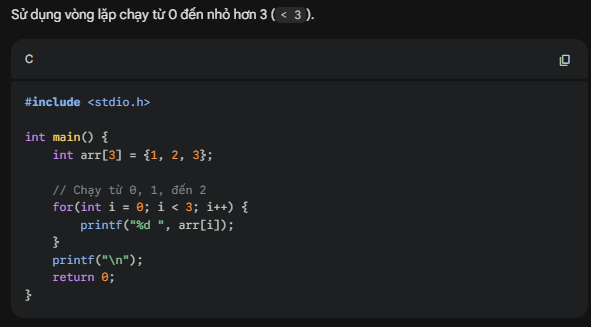 Sử dụng vòng lặp chạy từ 0 đến nhỏ hơn 3 ( < 3 ).
C
#include <stdio.h>
int main() {
    int arr[3] = {1, 2, 3};
    // Chạy từ 0, 1, đến 2
    for(int i = 0; i < 3; i++) {
        printf("%d ", arr[i]);
    }
    printf("\n");
    return 0;
}